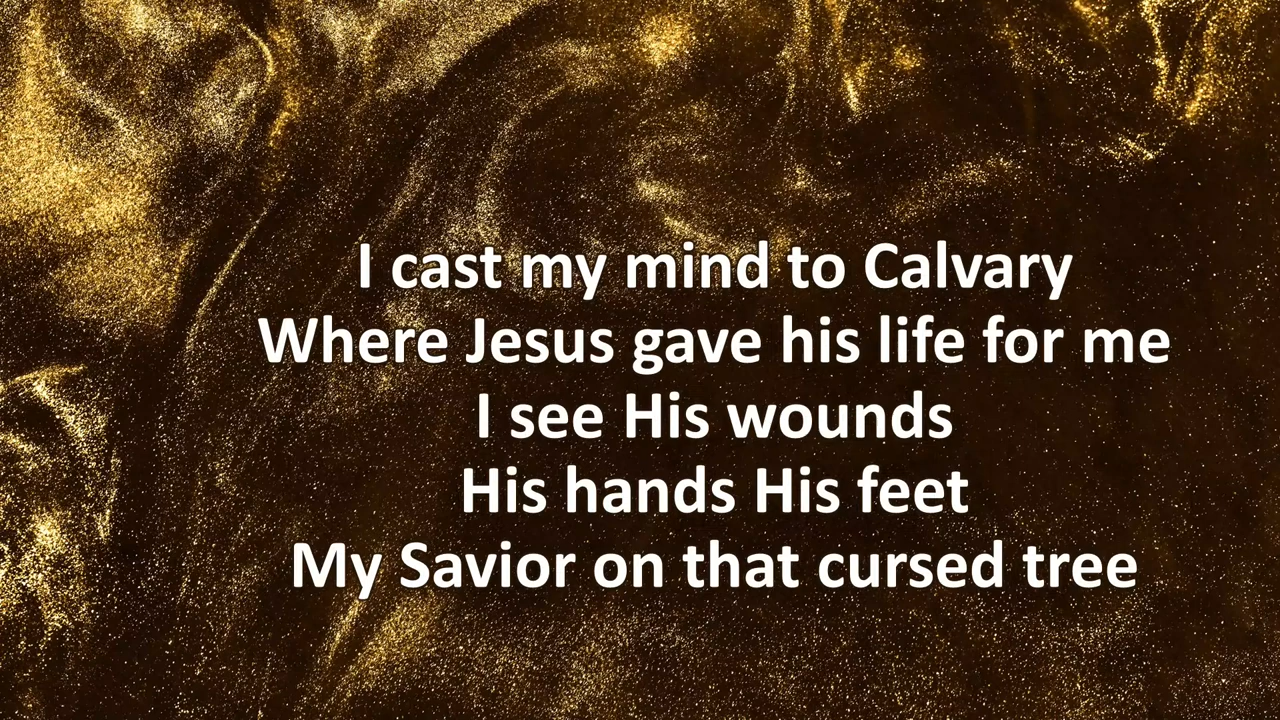 I cast my mind to Calvary
Where Jesus gave his life for me
I see His wounds
His hands His feet
My Savior on that cursed tree